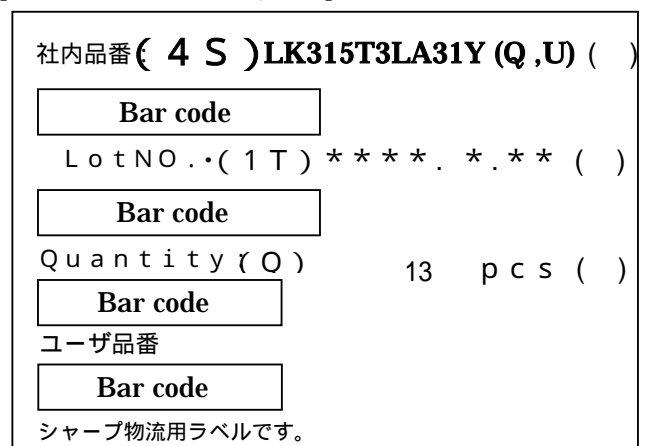 社内品番:(４Ｓ)LK315T3LA31Y (Q ,U) (  )
Bar code
ＬｏｔNO．・(１Ｔ)＊＊＊＊．＊.＊＊ (  )
Bar code
Ｑｕａｎｔｉｔｙ:(Ｑ)  13  ｐｃｓ (  )
Bar code
ユーザ品番
Bar code
シャープ物流用ラベルです。